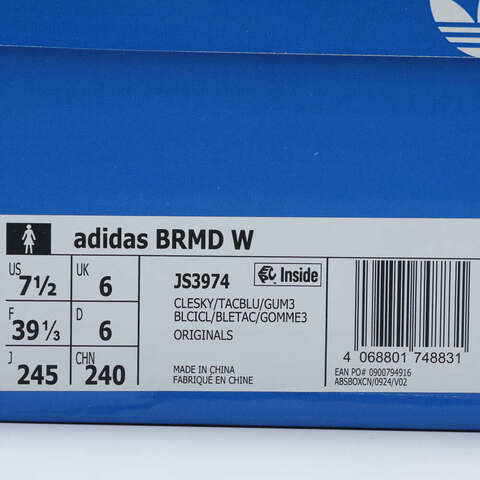 adidas BRMD W
US 7½ UK 6
F 39⅓ D 6
J 245 CHN 240
JS3974 Inside
CLESKY/TACBLU/GUM3
BLCICL/BLETAC/GOMME3
ORIGINALS
MADE IN CHINA
FABRIQUÉ EN CHINE
4 068801 748831
EAN PO# 0900794916
ABSBOXCN/0924/V02